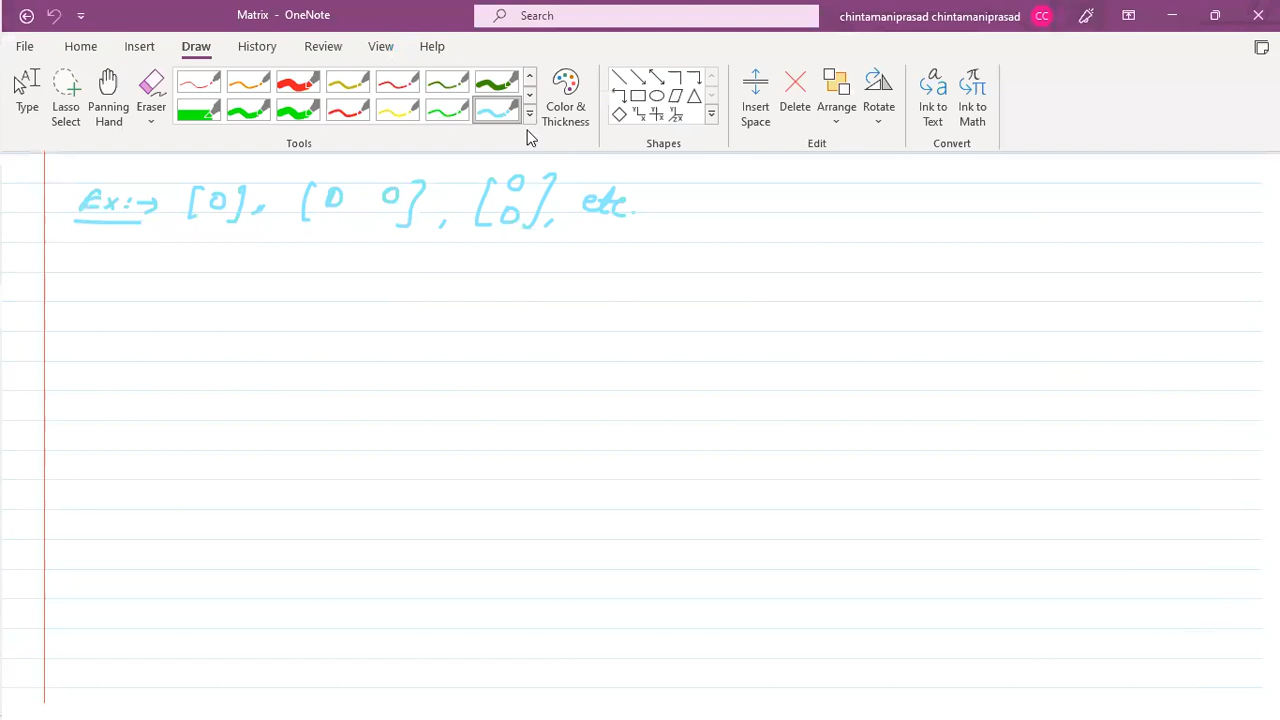 Matrix - OneNote
Search
chintamaniprasad chintamaniprasad
CC
File Home Insert Draw History Review View Help
Type
Lasso Select
Panning Hand
Eraser
Color & Thickness
Insert Space
Delete
Arrange
Rotate
Ink to Text
Ink to Math
Tools
Shapes
Edit
Convert
Ex:→ [0], [0 0], [0
0], etc.